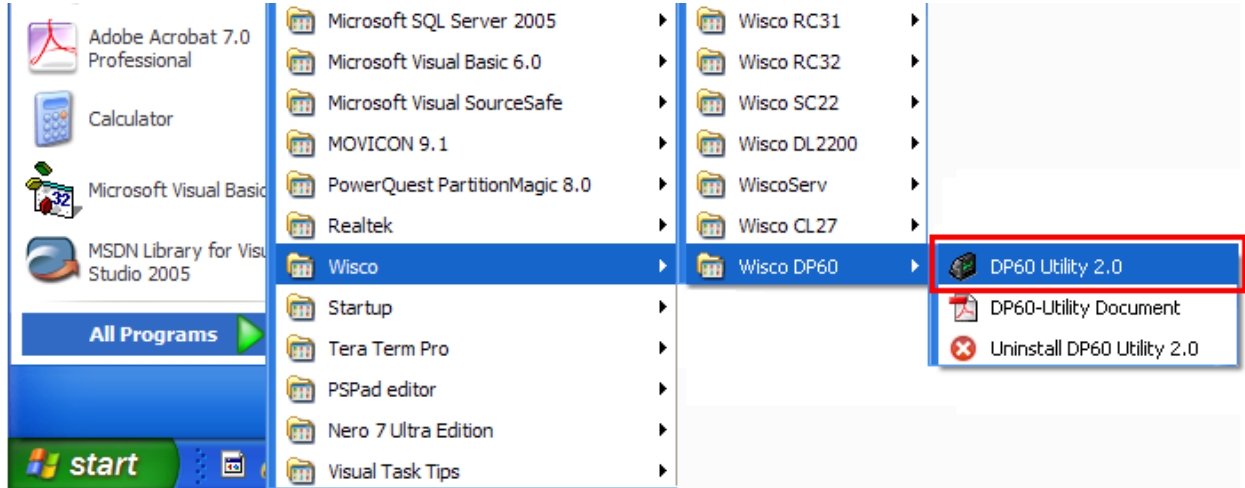 Adobe Acrobat 7.0
Professional
Calculator
32
Microsoft Visual Basic
MSDN Library for Visu
Studio 2005
All Programs
start
Microsoft SQL Server 2005
Microsoft Visual Basic 6.0
Microsoft Visual SourceSafe
MOVICON 9.1
PowerQuest PartitionMagic 8.0
Realtek
Wisco
Startup
Tera Term Pro
PSPad editor
Nero 7 Ultra Edition
Visual Task Tips
Wisco RC31
Wisco RC32
Wisco SC22
Wisco DL2200
WiscoServ
Wisco CL27
Wisco DP60
DP60 Utility 2.0
DP60-Utility Document
Uninstall DP60 Utility 2.0